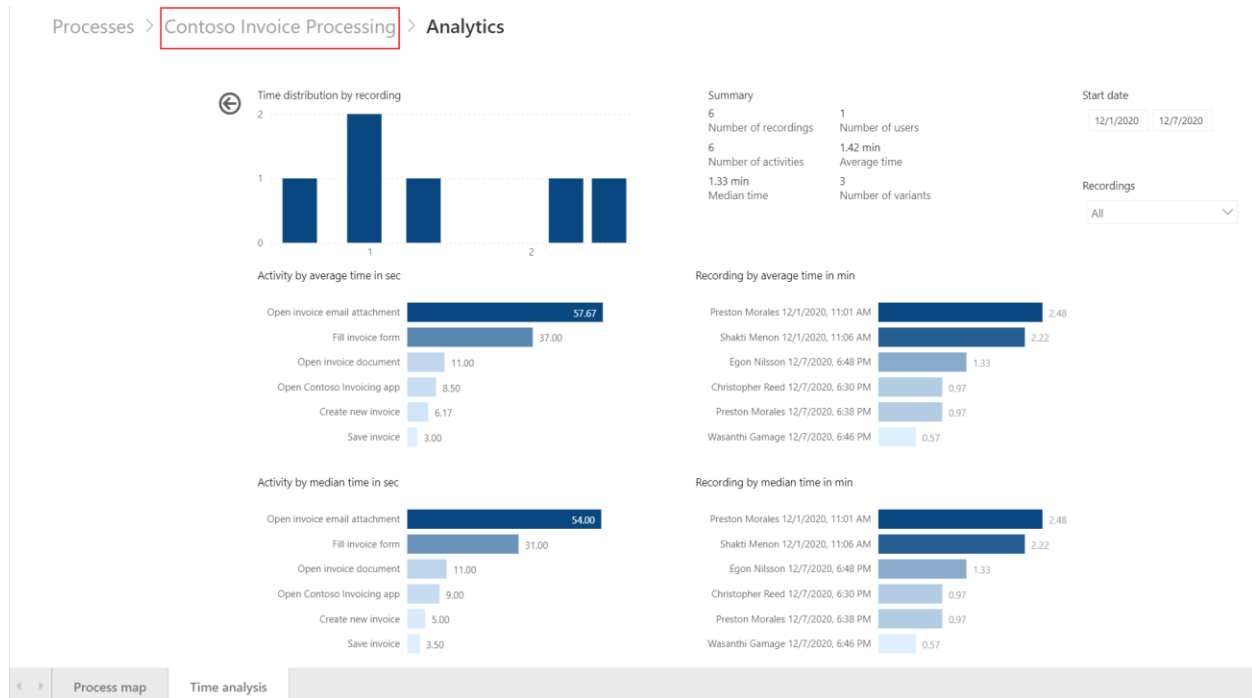 Processes > Contoso Invoice Processing > Analytics
Time distribution by recording
2
1
0
1
2
Summary
6
Number of recordings
1
Number of users
6
Number of activities
1.42 min
Average time
1.33 min
Median time
3
Number of variants
Start date
12/1/2020 12/7/2020
Recordings
All
Activity by average time in sec
Open invoice email attachment 57.67
Fill invoice form 37.00
Open invoice document 11.00
Open Contoso Invoicing app 8.50
Create new invoice 6.17
Save invoice 3.00
Recording by average time in min
Preston Morales 12/1/2020, 11:01 AM 2.48
Shakti Menon 12/1/2020, 11:06 AM 2.22
Egon Nilsson 12/7/2020, 6:48 PM 1.33
Christopher Reed 12/7/2020, 6:30 PM 0.97
Preston Morales 12/7/2020, 6:38 PM 0.97
Wasanthi Gamage 12/7/2020, 6:46 PM 0.57
Activity by median time in sec
Open invoice email attachment 54.00
Fill invoice form 31.00
Open invoice document 11.00
Open Contoso Invoicing app 9.00
Create new invoice 5.00
Save invoice 3.50
Recording by median time in min
Preston Morales 12/1/2020, 11:01 AM 2.48
Shakti Menon 12/1/2020, 11:06 AM 2.22
Egon Nilsson 12/7/2020, 6:48 PM 1.33
Christopher Reed 12/7/2020, 6:30 PM 0.97
Preston Morales 12/7/2020, 6:38 PM 0.97
Wasanthi Gamage 12/7/2020, 6:46 PM 0.57
Process map
Time analysis